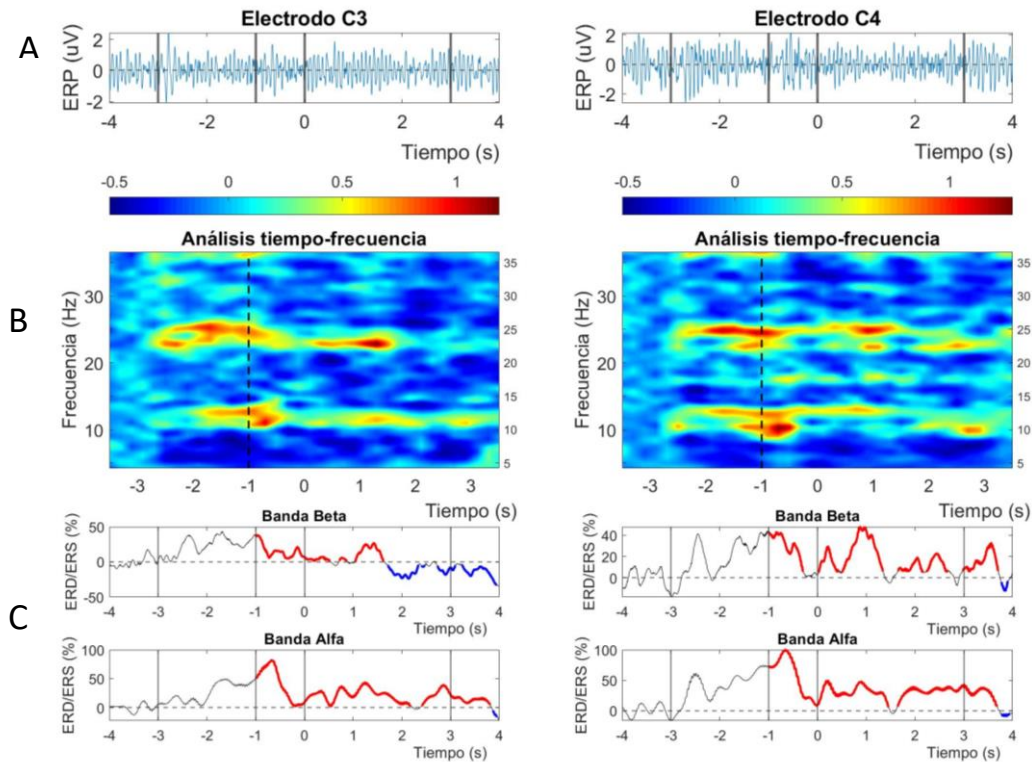 Electrodo C3
Electrodo C4
A
ERP (uV)
2
0
-2
-4 -2 0 2 4
Tiempo (s)
ERP (uV)
2
0
-2
-4 -2 0 2 4
Tiempo (s)
-0.5 0 0.5 1
-0.5 0 0.5 1
B
Análisis tiempo-frecuencia
Frecuencia (Hz)
30
20
10
35
30
25
20
15
10
5
-3 -2 -1 0 1 2 3
Tiempo (s)
Análisis tiempo-frecuencia
Frecuencia (Hz)
30
20
10
35
30
25
20
15
10
5
-3 -2 -1 0 1 2 3
Tiempo (s)
C
Banda Beta
ERD/ERS (%)
50
0
-50
-4 -3 -2 -1 0 1 2 3 4
Tiempo (s)
Banda Beta
ERD/ERS (%)
40
20
0
-4 -3 -2 -1 0 1 2 3 4
Tiempo (s)
Banda Alfa
ERD/ERS (%)
100
50
0
-4 -3 -2 -1 0 1 2 3 4
Tiempo (s)
Banda Alfa
ERD/ERS (%)
100
50
0
-4 -3 -2 -1 0 1 2 3 4
Tiempo (s)